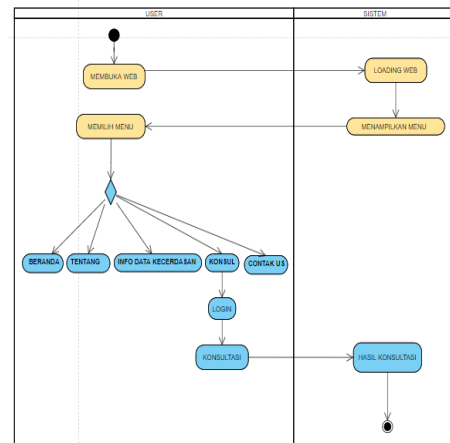 USER
SISTEM
MEMBUKA WEB
LOADING WEB
MEMILIH MENU
MENAMPILKAN MENU
BERANDA
TENTANG
INFO DATA KECERDASAN
KONSUL
CONTAK US
LOGIN
KONSULTASI
HASIL KONSULTASI